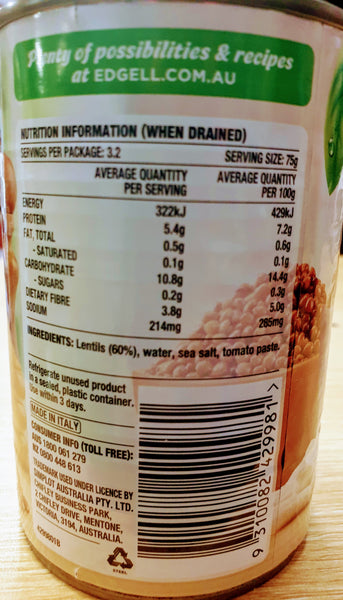 Plenty of possibilities & recipes
at EDGELL.COM.AU
NUTRITION INFORMATION (WHEN DRAINED)
SERVINGS PER PACKAGE: 3.2 SERVING SIZE: 75g
AVERAGE QUANTITY PER SERVING AVERAGE QUANTITY PER 100g
ENERGY 322kJ 429kJ
PROTEIN 5.4g 7.2g
FAT, TOTAL 0.5g 0.6g
- SATURATED 0.1g 0.1g
CARBOHYDRATE 10.8g 14.4g
- SUGARS 0.2g 0.3g
DIETARY FIBRE 3.8g 5.0g
SODIUM 214mg 285mg
INGREDIENTS: Lentils (60%), water, sea salt, tomato paste.
Refrigerate unused product
in a sealed, plastic container.
Use within 3 days.
MADE IN ITALY
CONSUMER INFO (TOLL FREE):
AUS 1800 061 279
NZ 0800 448 613
TRADEMARK USED UNDER LICENCE BY
SIMPLOT AUSTRALIA PTY. LTD.
CHIFLEY BUSINESS PARK,
2 CHIFLEY DRIVE, MENTONE,
VICTORIA, 3194, AUSTRALIA.
STEEL
9 310082 429981 >